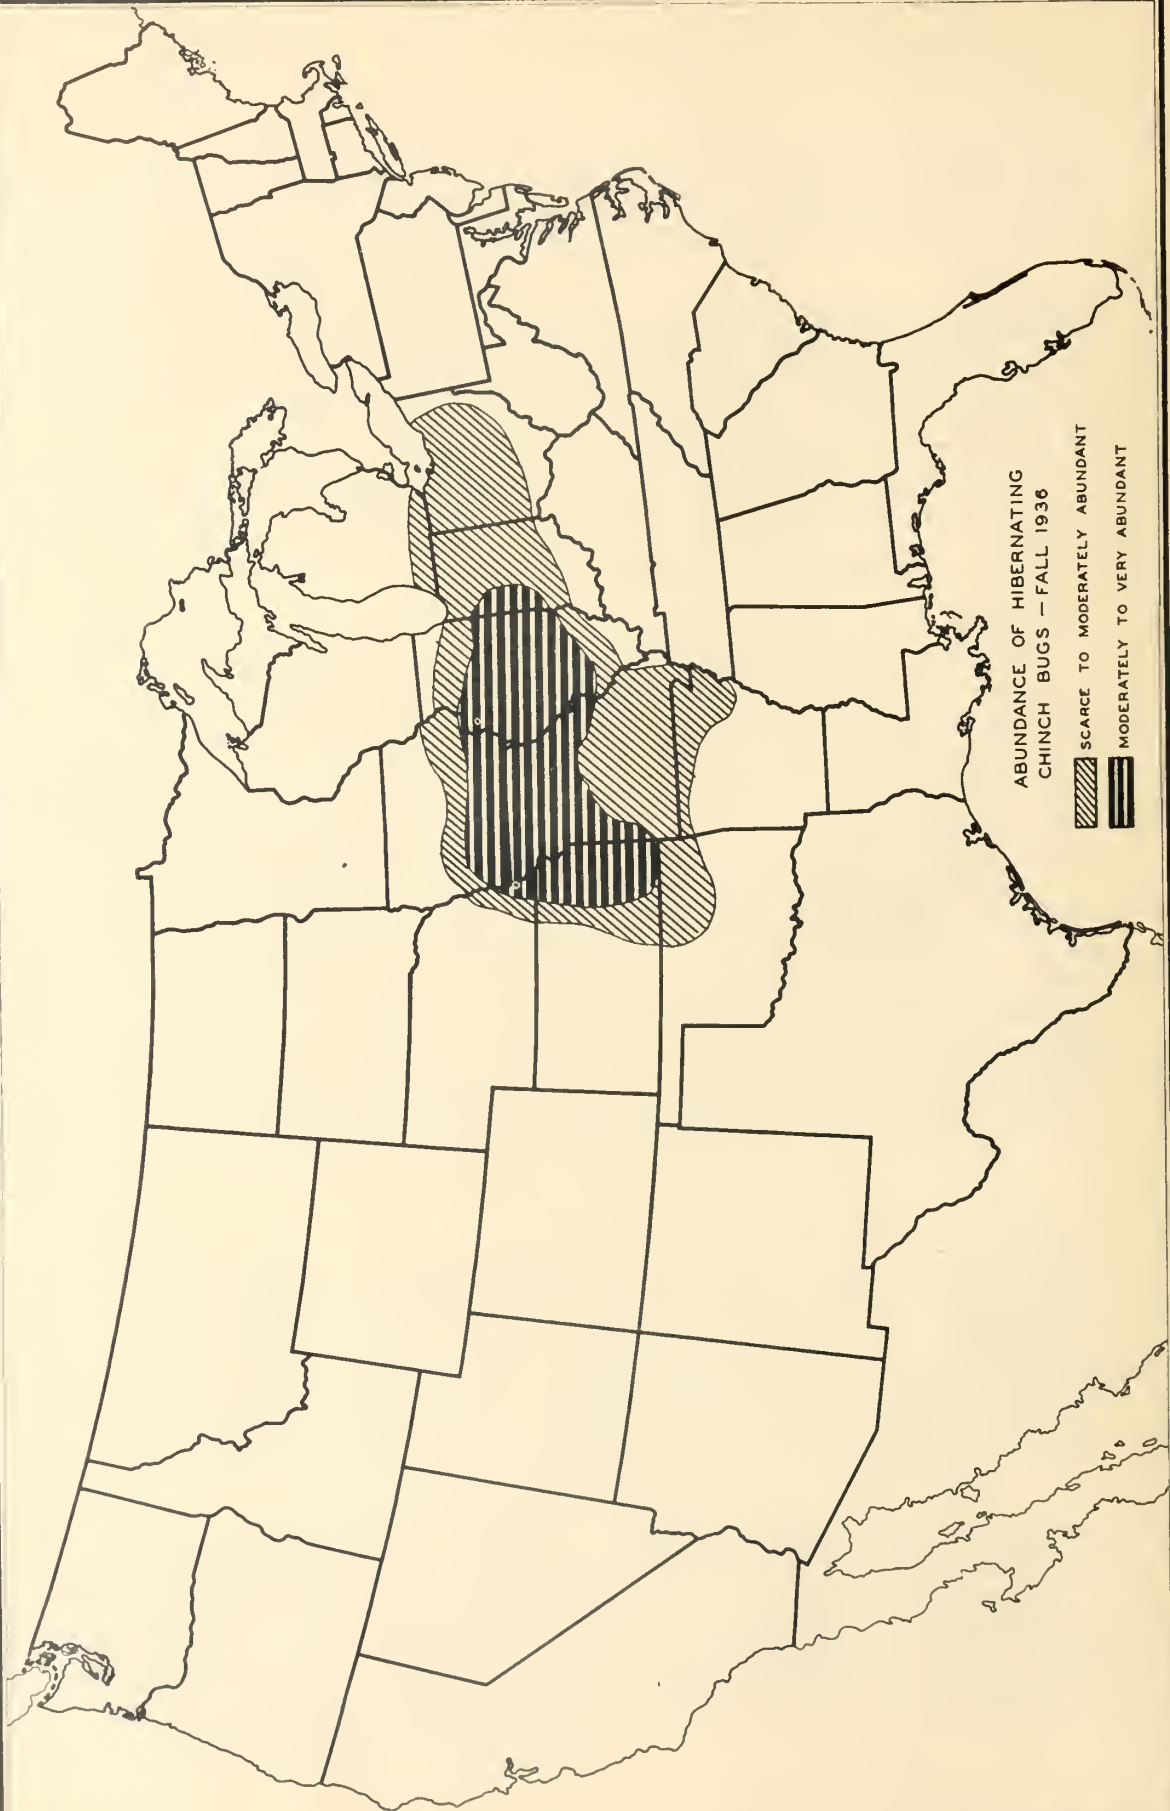 ABUNDANCE OF HIBERNATING
CHINCH BUGS — FALL 1936
SCARCE TO MODERATELY ABUNDANT
MODERATELY TO VERY ABUNDANT